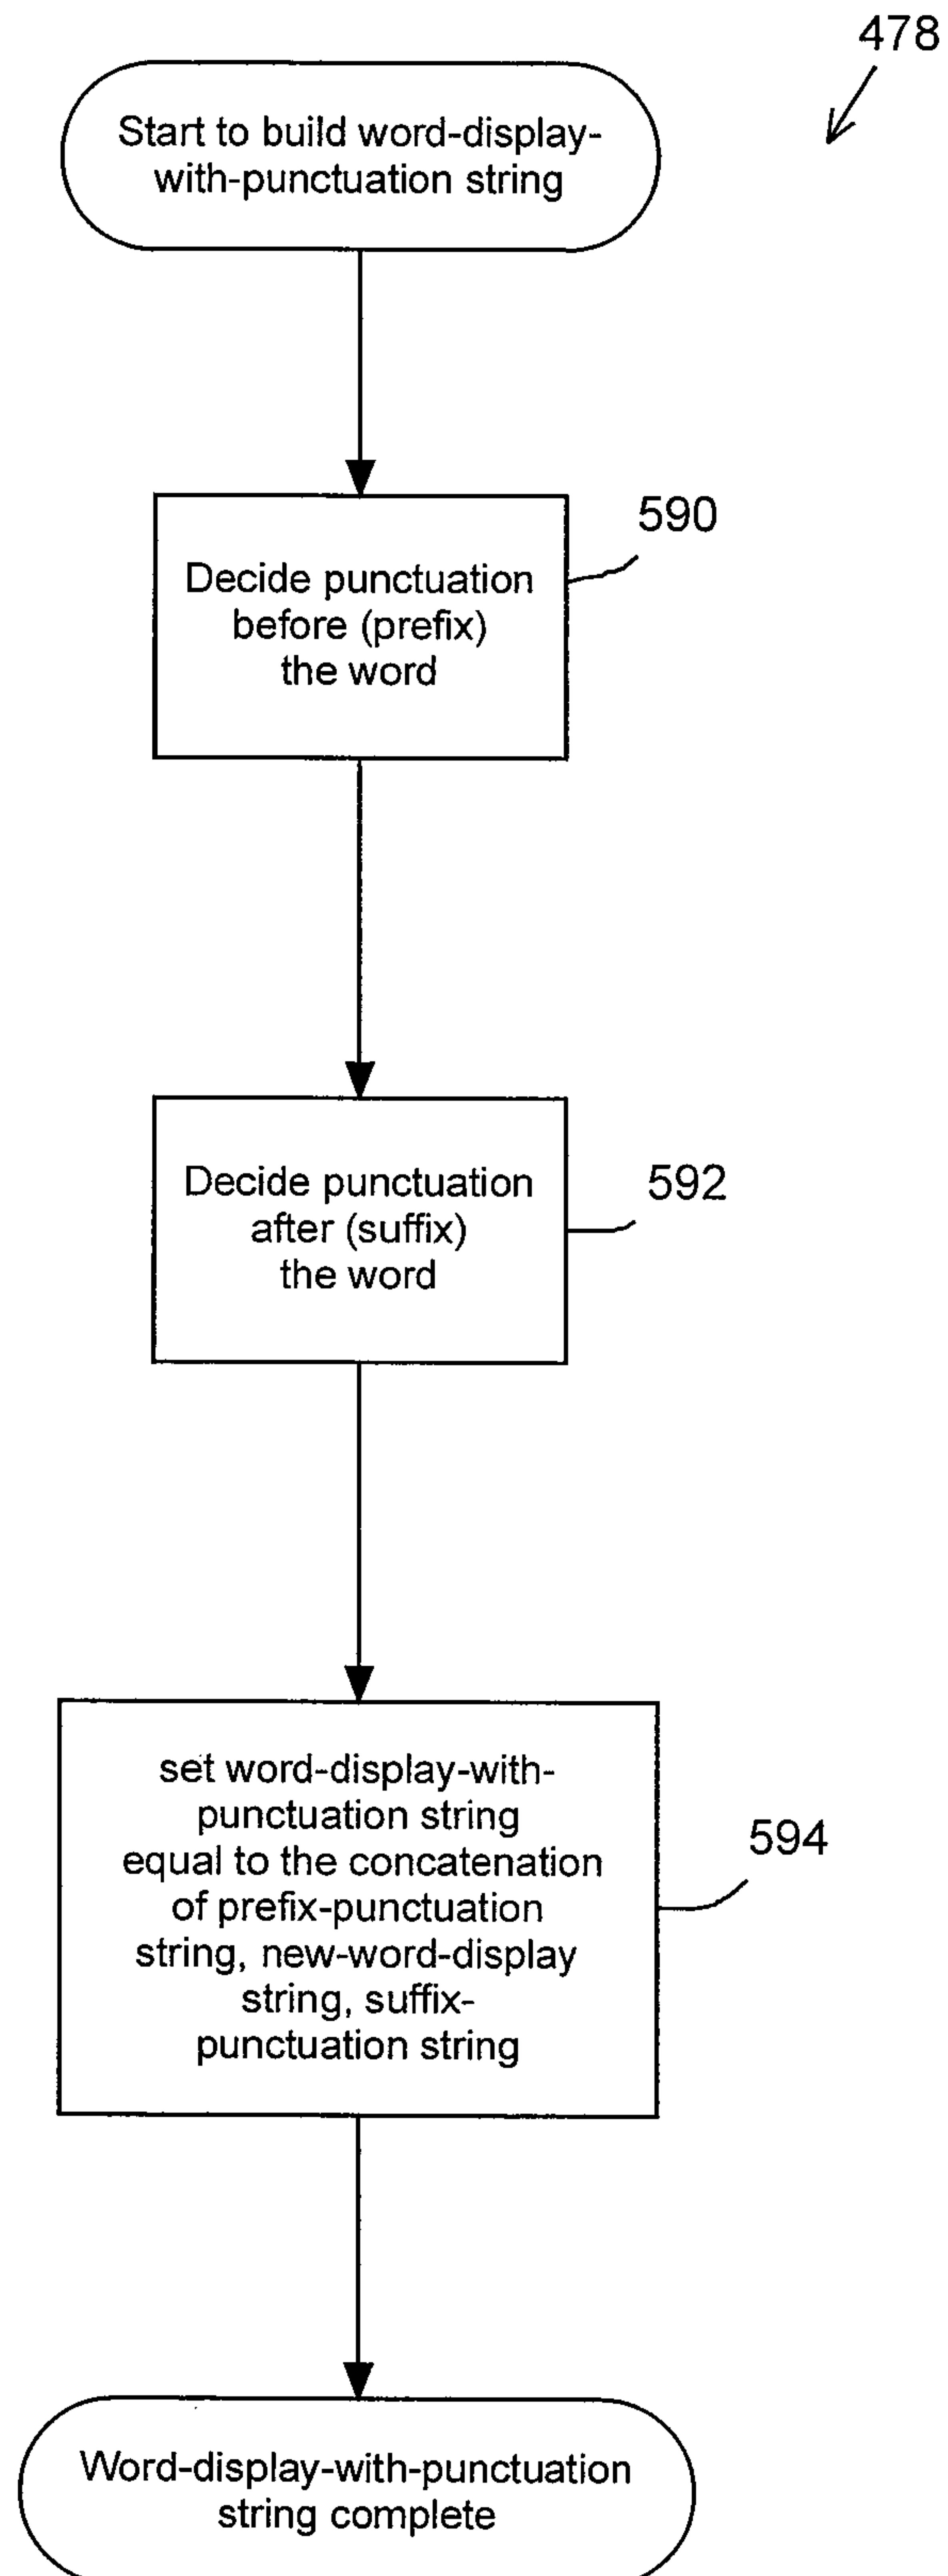 478
Start to build word-display-
with-punctuation string
590
Decide punctuation
before (prefix)
the word
592
Decide punctuation
after (suffix)
the word
594
set word-display-with-
punctuation string
equal to the concatenation
of prefix-punctuation
string, new-word-display
string, suffix-
punctuation string
Word-display-with-punctuation
string complete